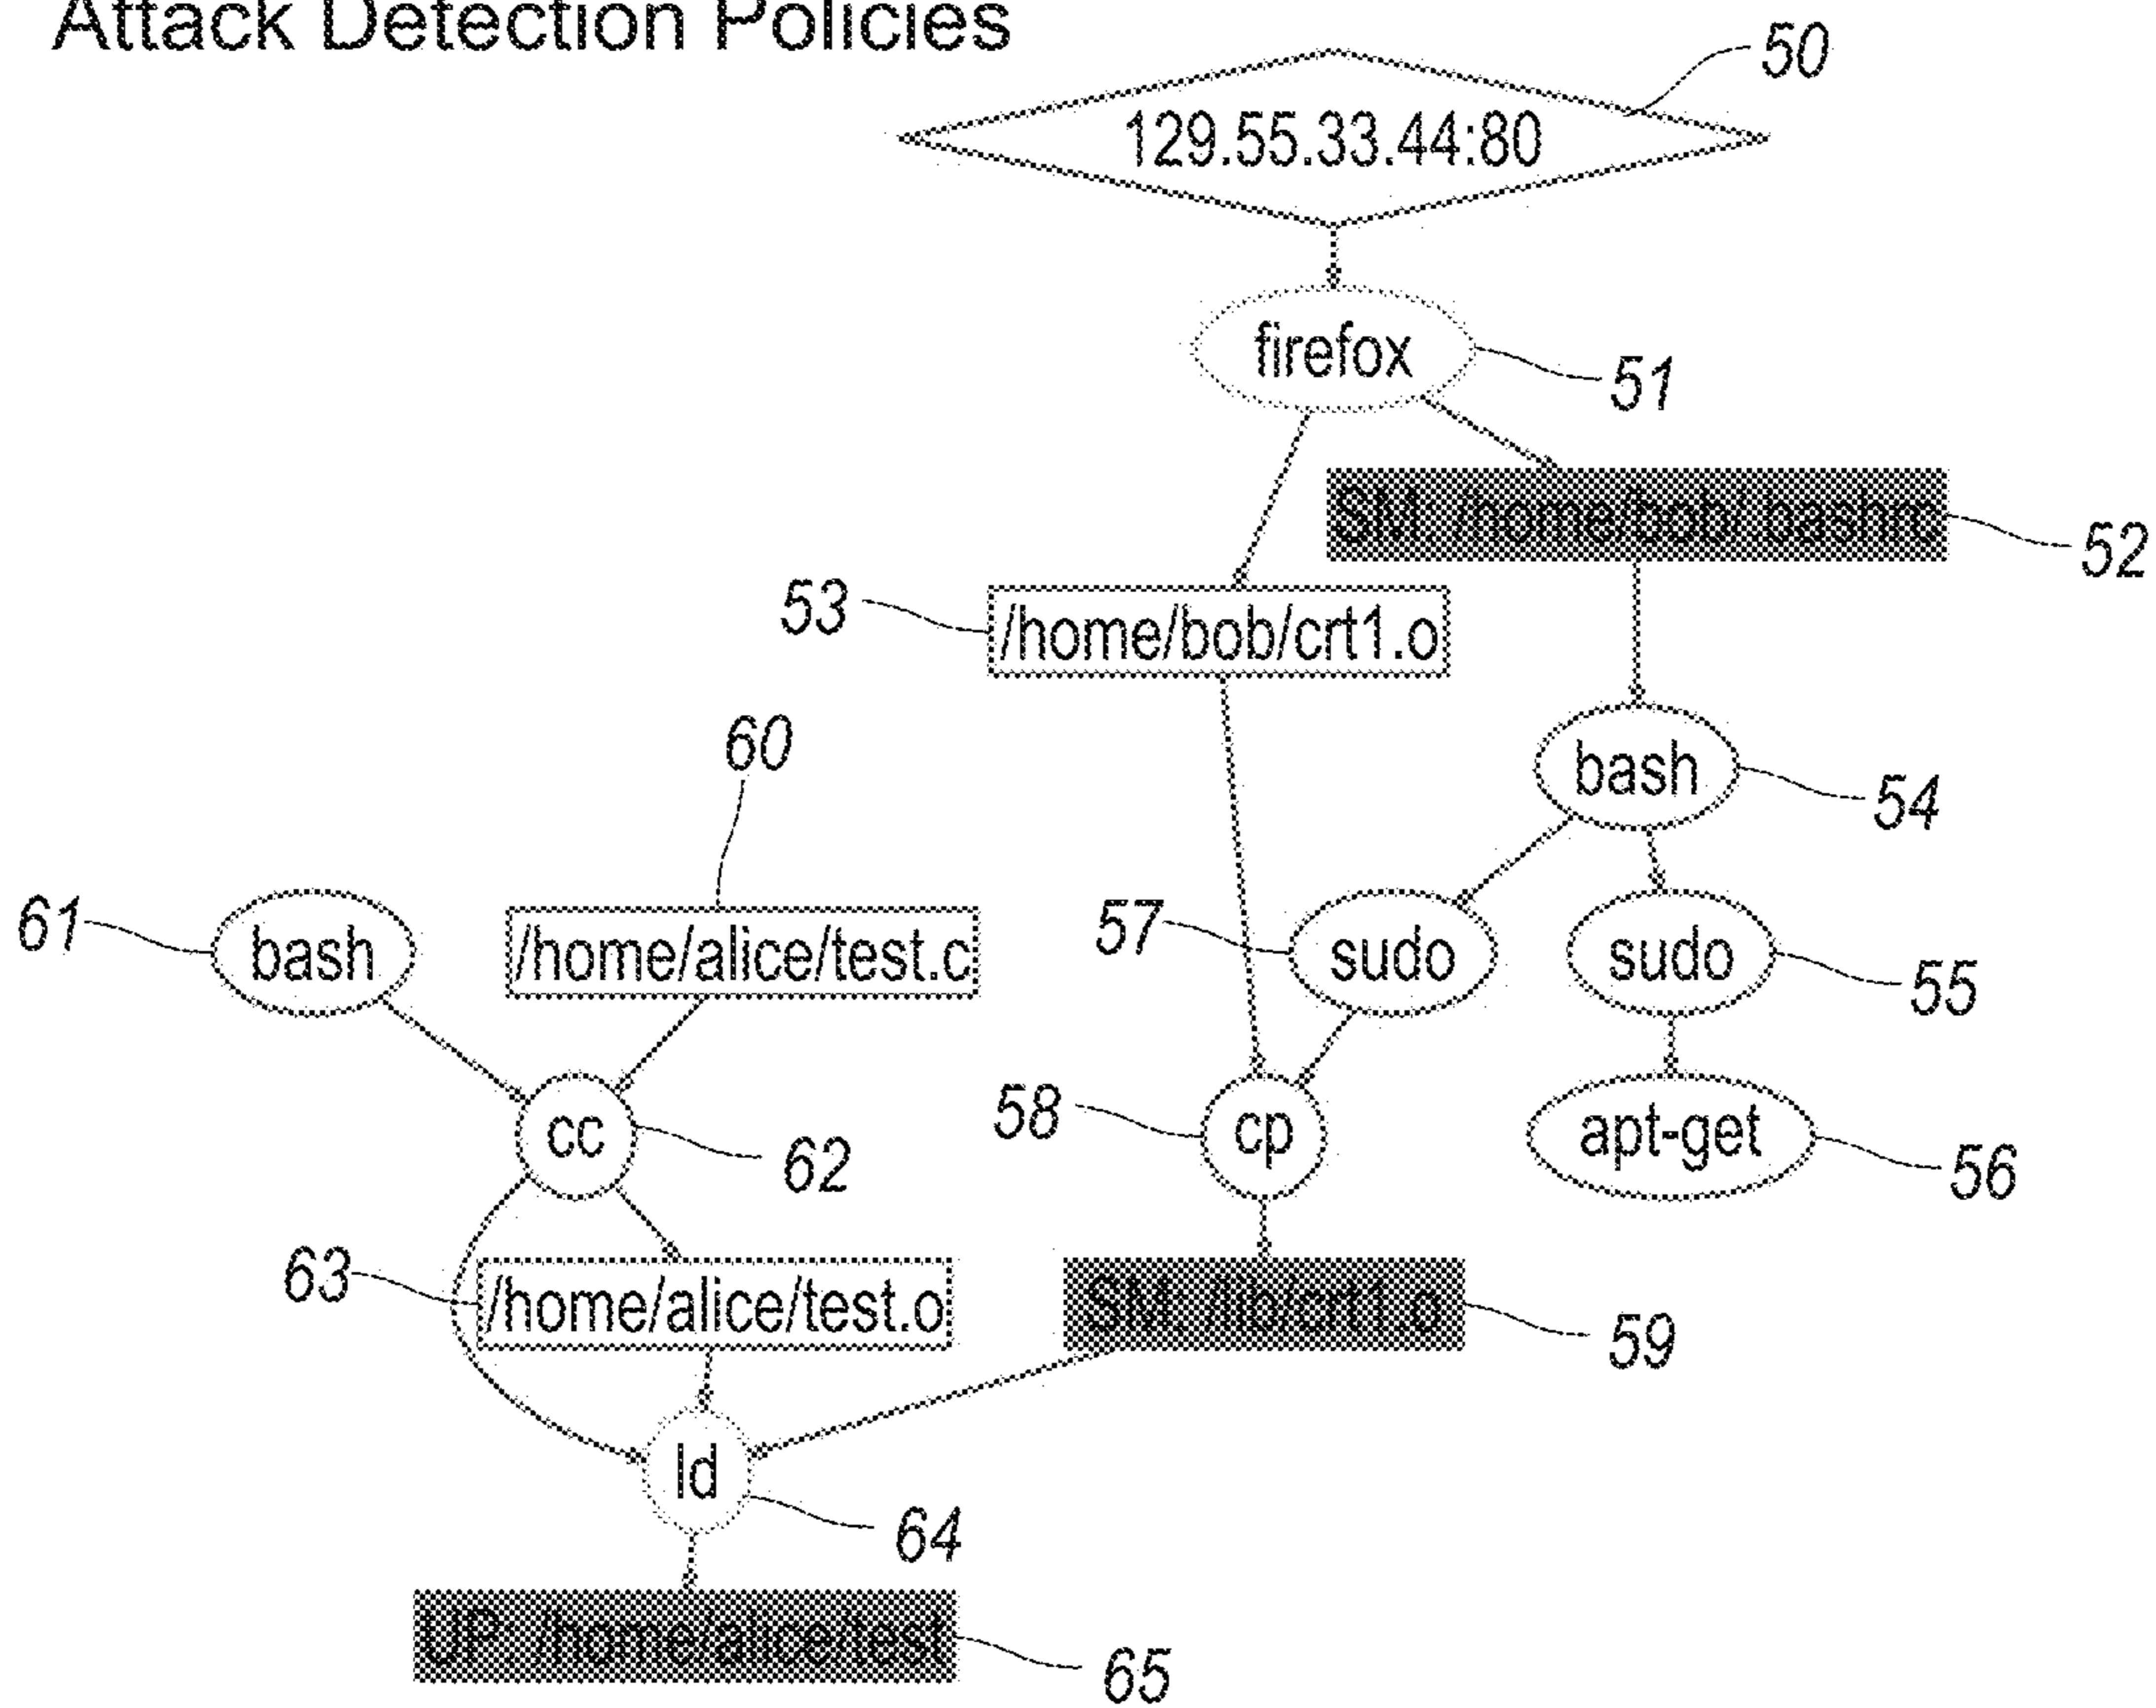 Attack Detection Policies
50
129.55.33.44:80
firefox
51
SM: /home/bob/.bashrc
52
53
/home/bob/crt1.o
60
bash
54
61
bash
/home/alice/test.c
57
sudo
sudo
55
cc
62
58
cp
apt-get
56
63
/home/alice/test.o
SM: /lib/crt1.o
59
ld
64
UP: /home/alice/test
65